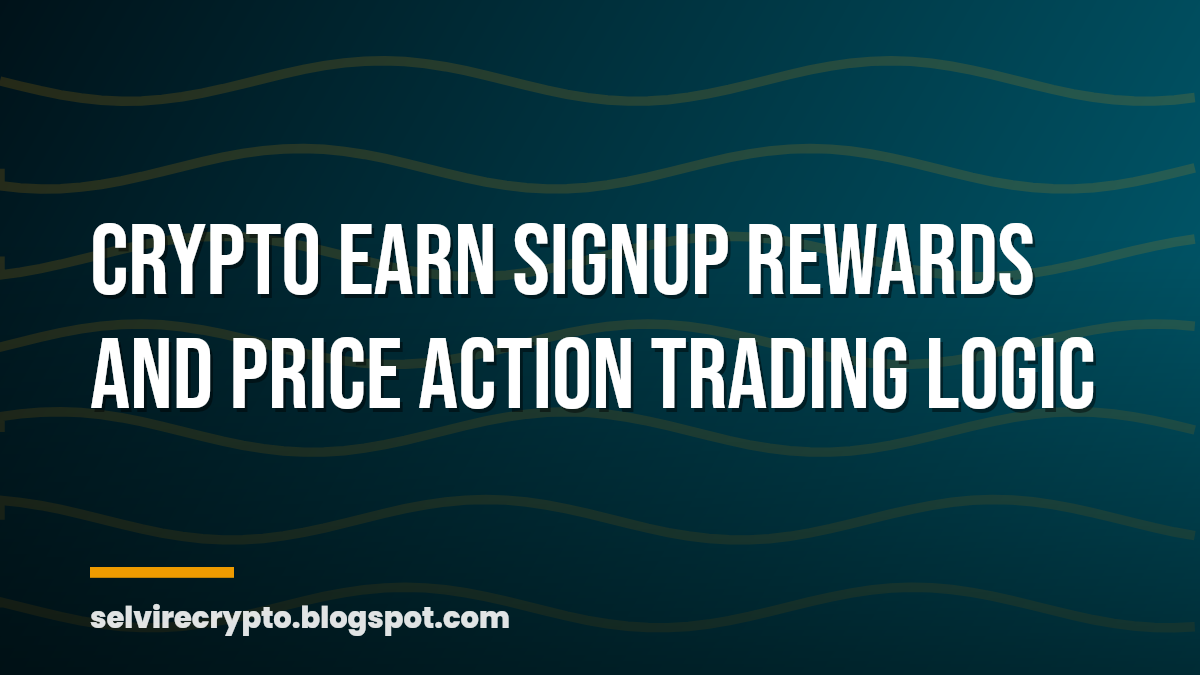 CRYPTO EARN SIGNUP REWARDS
AND PRICE ACTION TRADING LOGIC
selvirecrypto.blogspot.com